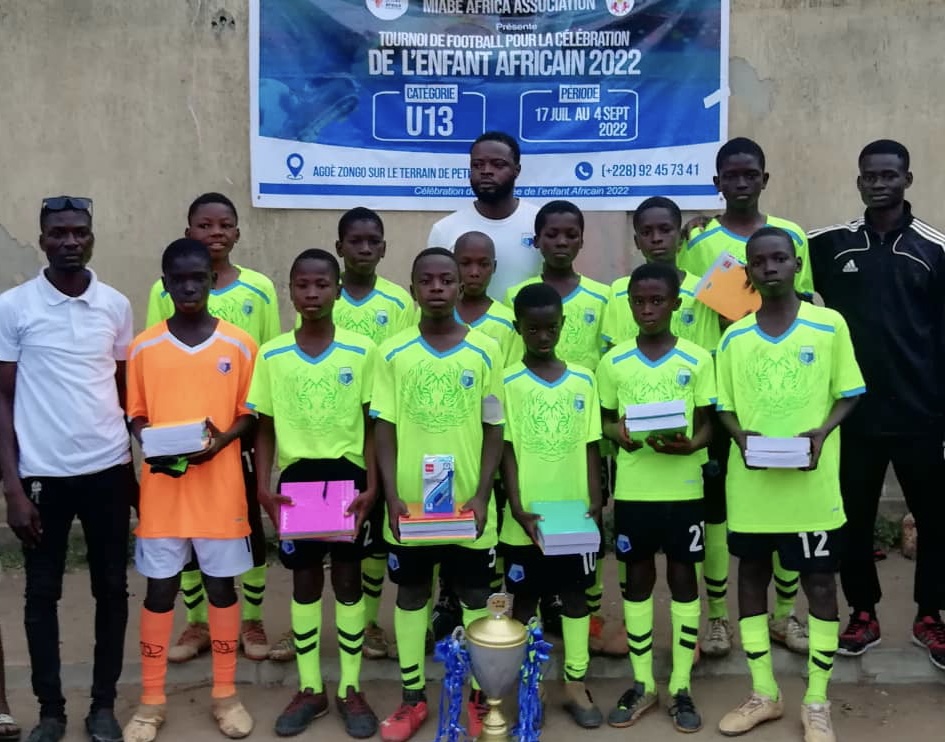 MIABE AFRICA ASSOCIATION
Présente
TOURNOI DE FOOTBALL POUR LA CÉLÉBRATION
DE L'ENFANT AFRICAIN 2022
CATÉGORIE
U13
PÉRIODE
17 JUIL AU 4 SEPT
2022
AGOÈ ZONGO SUR LE TERRAIN DE
(+228) 92 45 73 41
Célébration de l'enfant Africain 2022
adidas
10
21
12